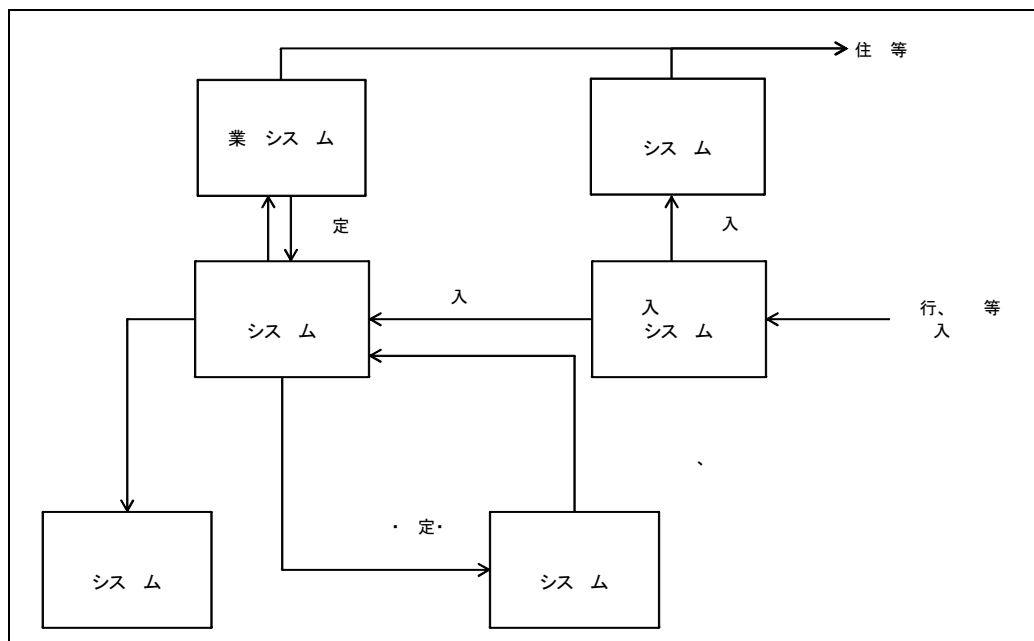 住 等
業 シス ム
シス ム
定
入
入
シス ム
入
シス ム
行、 等
入
、
・ 定・
シス ム
シス ム